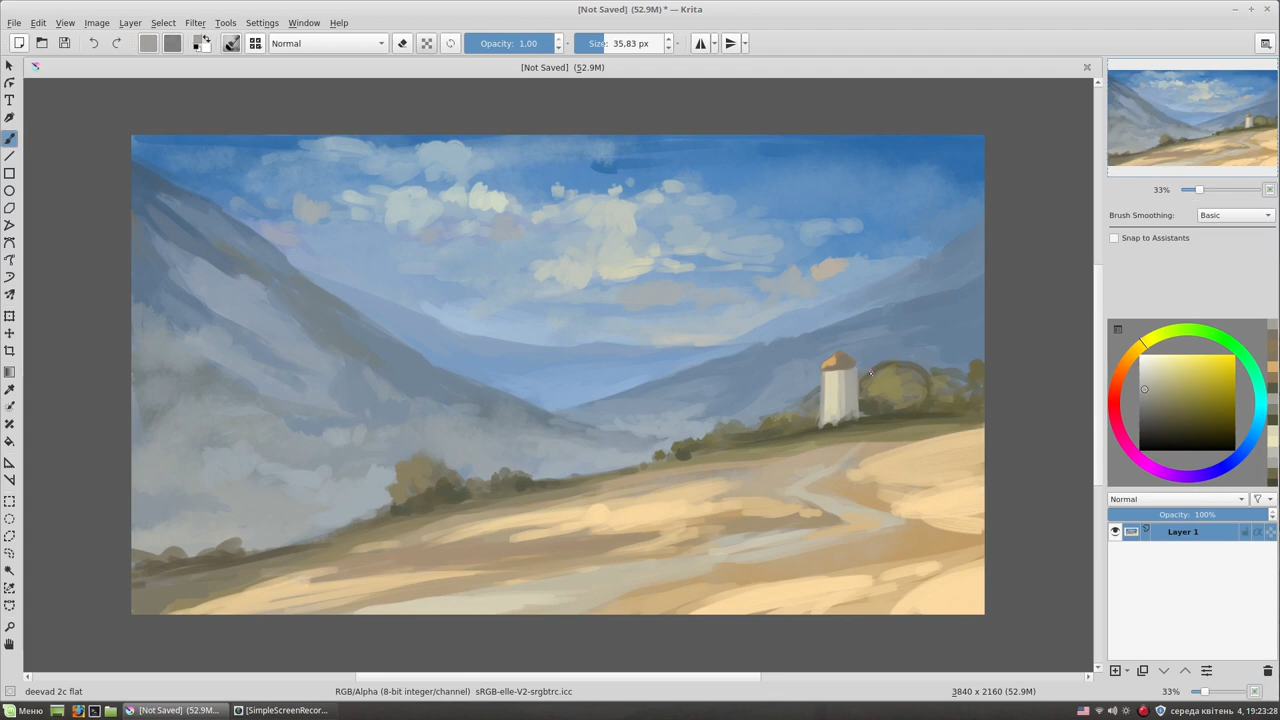 [Not Saved]  (52.9M) * — Krita
File Edit View Image Layer Select Filter Tools Settings Window Help
Normal Opacity: 1,00 Size: 35,83 px
[Not Saved]  (52.9M)
33%
Brush Smoothing: Basic
Snap to Assistants
Normal
Opacity: 100%
Layer 1
deevad 2c flat RGB/Alpha (8-bit integer/channel)  sRGB-elle-V2-srgbtrc.icc 3840 x 2160 (52.9M) 33%
Меню [Not Saved]  (52.9M... [SimpleScreenRecor... середа квітень  4, 19:23:28